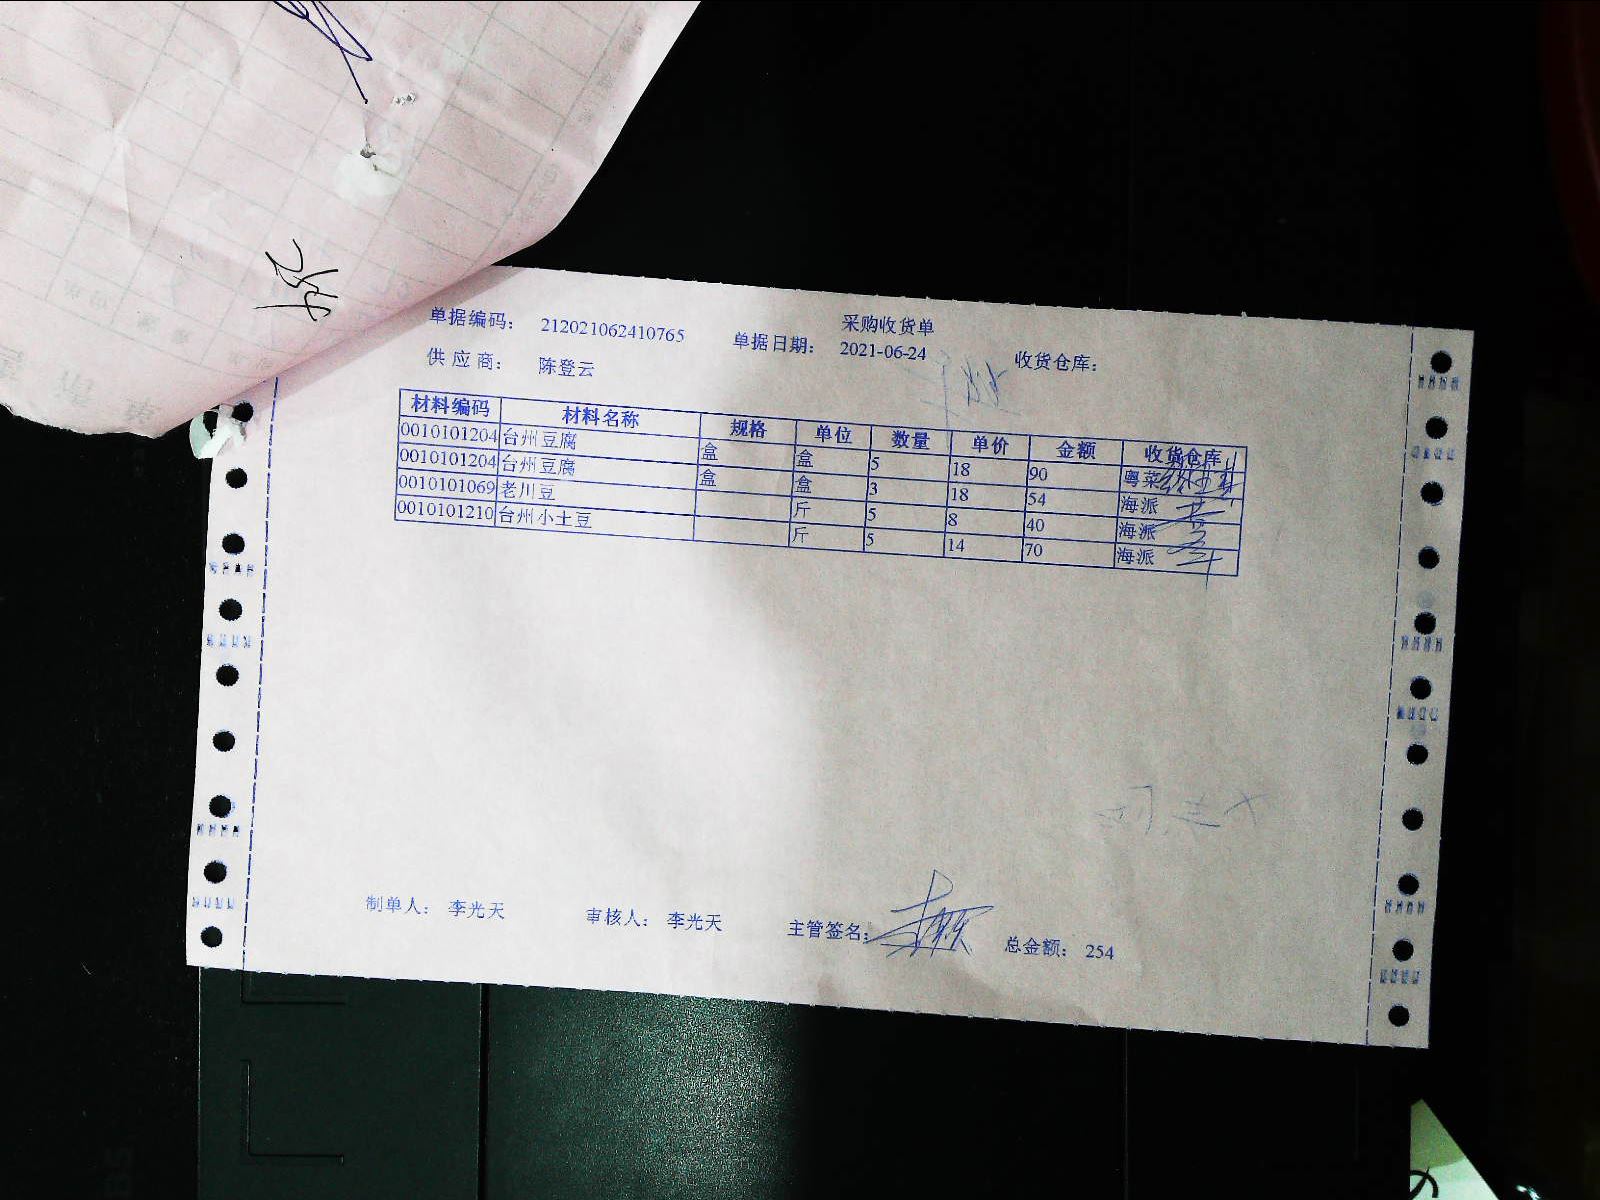 采购收货单
单据编码： 212021062410765 单据日期： 2021-06-24 收货仓库：
供应商： 陈登云
材料编码 材料名称 规格 单位 数量 单价 金额 收货仓库
0010101204 台州豆腐 盒 盒 5 18 90 粤菜
0010101204 台州豆腐 盒 盒 3 18 54 海派
0010101069 老川豆 斤 5 8 40 海派
0010101210 台州小土豆 斤 5 14 70 海派
制单人： 李光天 审核人： 李光天 主管签名： 总金额： 254